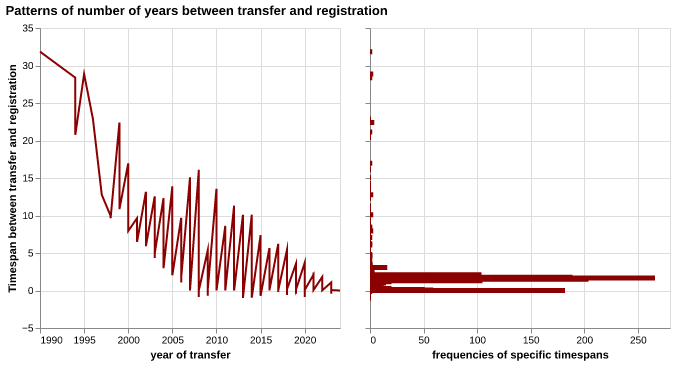 Patterns of number of years between transfer and registration
Timespan between transfer and registration
35
30
25
20
15
10
5
0
−5
1990 1995 2000 2005 2010 2015 2020
year of transfer
0 50 100 150 200 250
frequencies of specific timespans